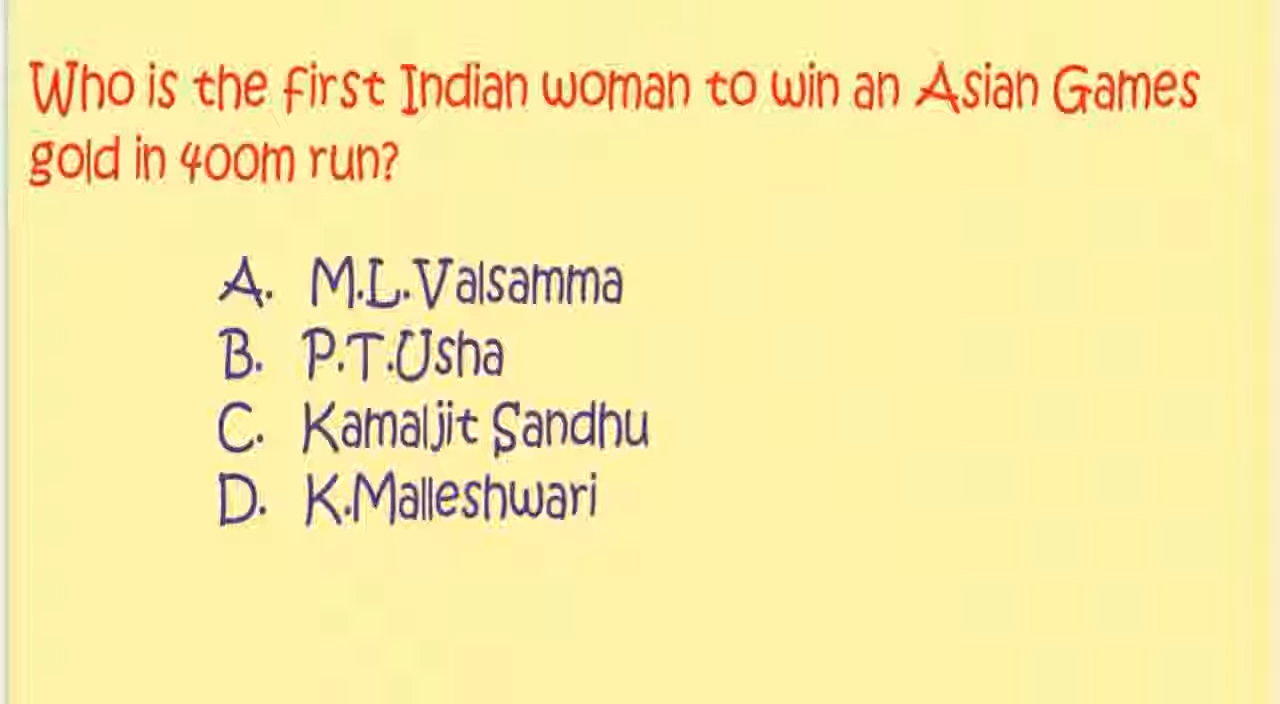 Who is the first Indian woman to win an Asian Games
gold in 400m run?
A. M.L.Valsamma
B. P.T.Usha
C. Kamaljit Sandhu
D. K.Malleshwari